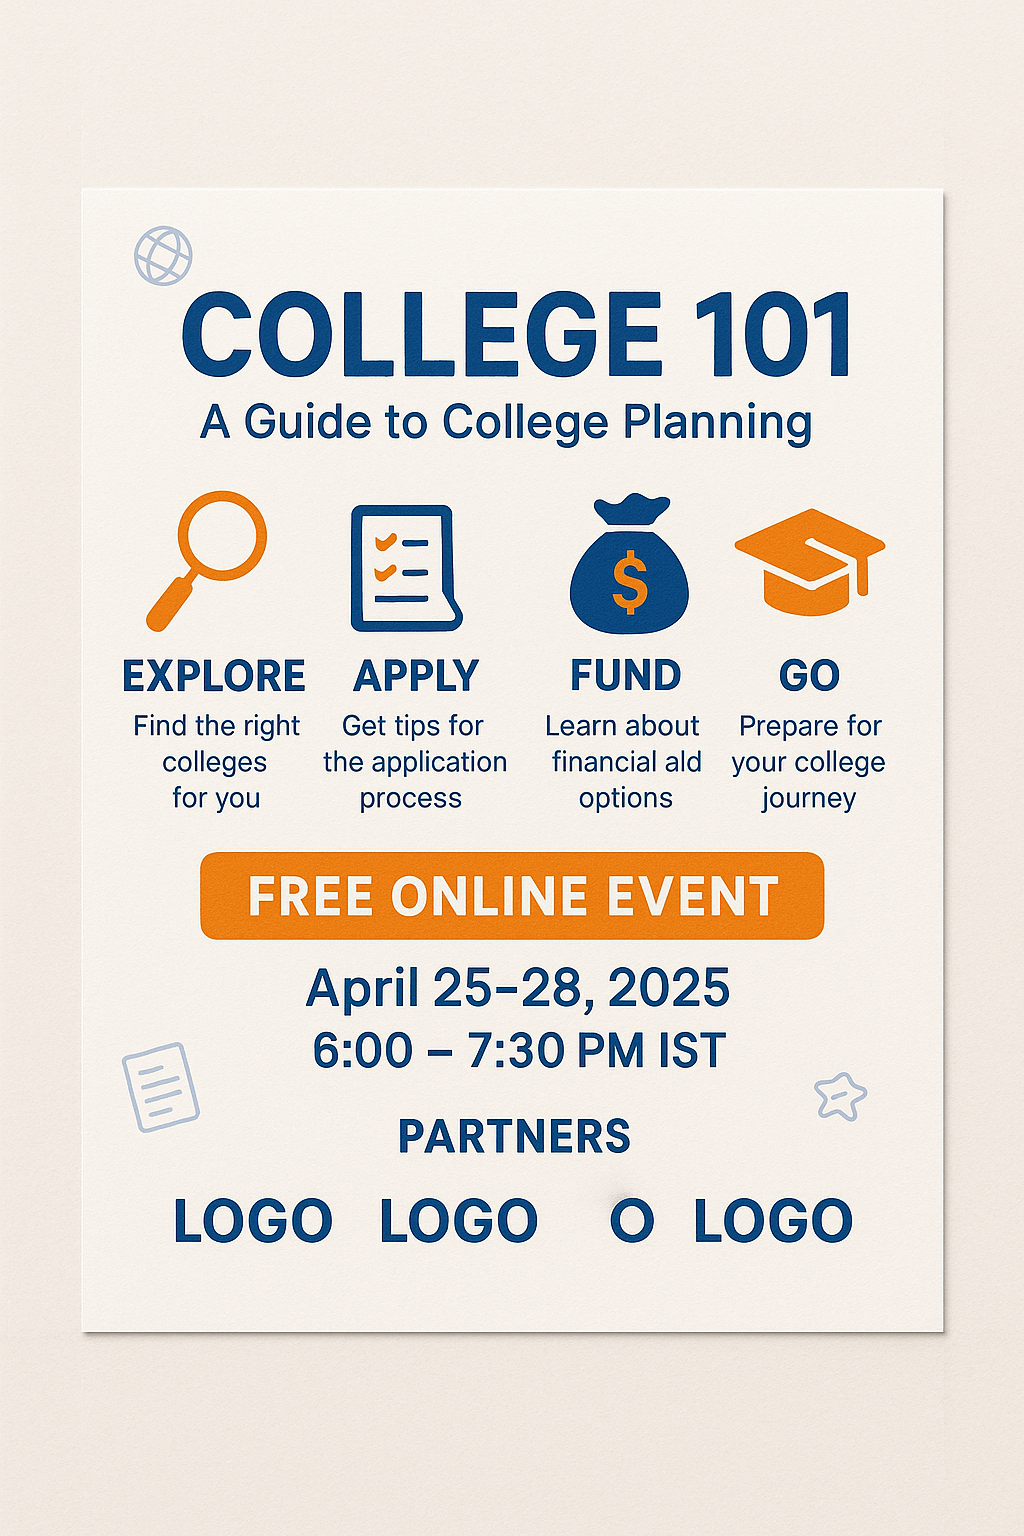 COLLEGE 101
A Guide to College Planning
EXPLORE
Find the right
colleges
for you
APPLY
Get tips for
the application
process
FUND
$
Learn about
financial ald
options
GO
Prepare for
your college
journey
FREE ONLINE EVENT
April 25–28, 2025
6:00 – 7:30 PM IST
PARTNERS
LOGO LOGO O LOGO